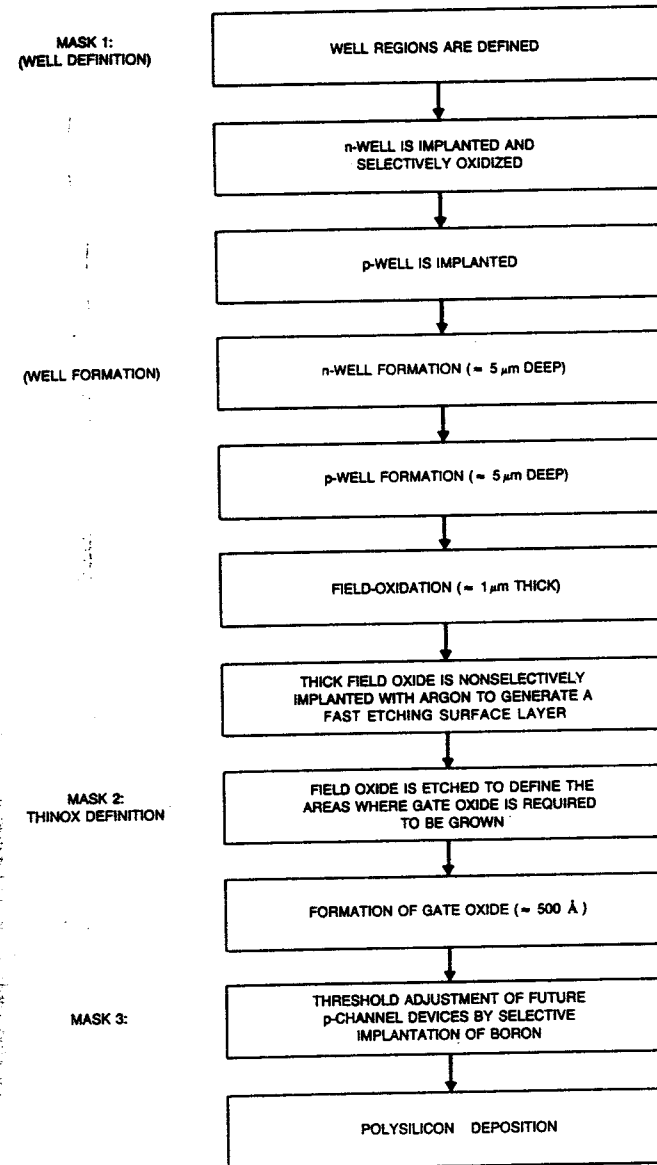 MASK 1:
(WELL DEFINITION)
WELL REGIONS ARE DEFINED
n-WELL IS IMPLANTED AND
SELECTIVELY OXIDIZED
p-WELL IS IMPLANTED
(WELL FORMATION)
n-WELL FORMATION (≈ 5 μm DEEP)
p-WELL FORMATION (≈ 5 μm DEEP)
FIELD-OXIDATION (≈ 1 μm THICK)
THICK FIELD OXIDE IS NONSELECTIVELY
IMPLANTED WITH ARGON TO GENERATE A
FAST ETCHING SURFACE LAYER
MASK 2:
THINOX DEFINITION
FIELD OXIDE IS ETCHED TO DEFINE THE
AREAS WHERE GATE OXIDE IS REQUIRED
TO BE GROWN
FORMATION OF GATE OXIDE (≈ 500 Å)
MASK 3:
THRESHOLD ADJUSTMENT OF FUTURE
p-CHANNEL DEVICES BY SELECTIVE
IMPLANTATION OF BORON
POLYSILICON DEPOSITION